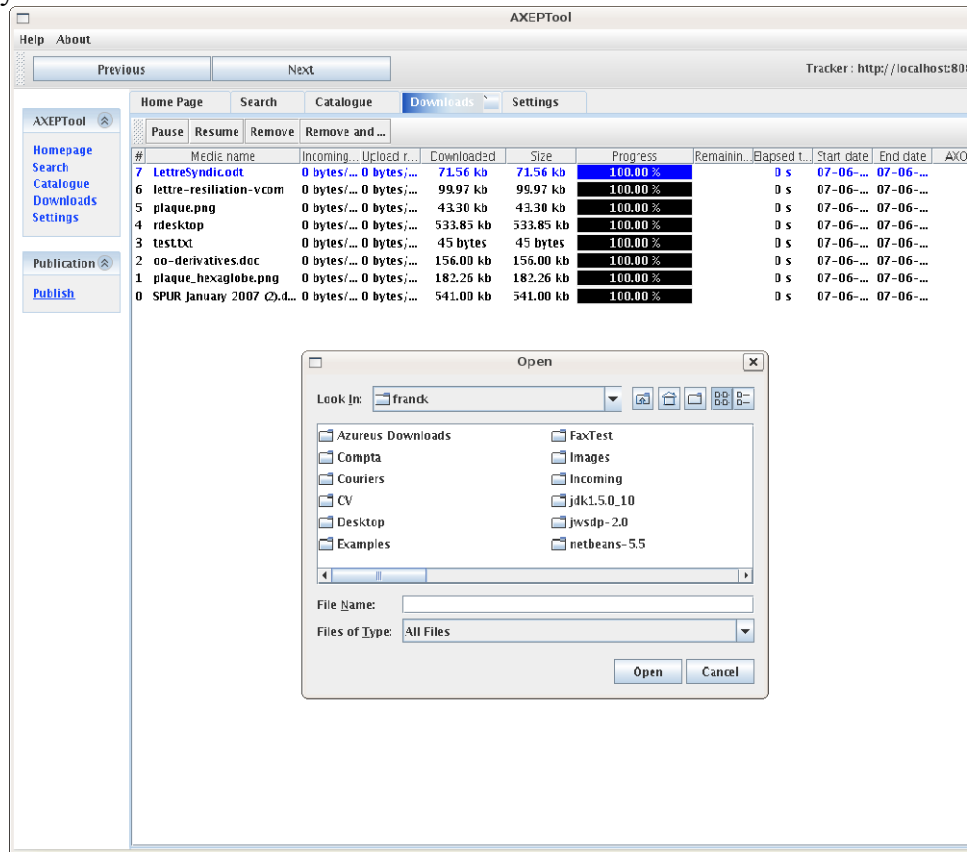 y
AXEPTool
Help About
Previous Next Tracker : http://localhost:808
Home Page Search Catalogue Downloads Settings
AXEPTool
Homepage
Search
Catalogue
Downloads
Settings
Publication
Publish
Pause Resume Remove Remove and ...
# Media name Incoming... Upload r... Downloaded Size Progress Remainin... Elapsed t... Start date End date AXO
7 LettreSyndic.odt 0 bytes/... 0 bytes/... 71.56 kb 71.56 kb 100.00 % 0 s 07-06-... 07-06-...
6 lettre-resiliation-vcom 0 bytes/... 0 bytes/... 99.97 kb 99.97 kb 100.00 % 0 s 07-06-... 07-06-...
5 plaque.png 0 bytes/... 0 bytes/... 43.30 kb 43.30 kb 100.00 % 0 s 07-06-... 07-06-...
4 rdesktop 0 bytes/... 0 bytes/... 533.85 kb 533.85 kb 100.00 % 0 s 07-06-... 07-06-...
3 test.txt 0 bytes/... 0 bytes/... 45 bytes 45 bytes 100.00 % 0 s 07-06-... 07-06-...
2 oo-derivatives.doc 0 bytes/... 0 bytes/... 156.00 kb 156.00 kb 100.00 % 0 s 07-06-... 07-06-...
1 plaque_hexaglobe.png 0 bytes/... 0 bytes/... 182.26 kb 182.26 kb 100.00 % 0 s 07-06-... 07-06-...
0 SPUR January 2007 (2).d... 0 bytes/... 0 bytes/... 541.00 kb 541.00 kb 100.00 % 0 s 07-06-... 07-06-...
Open
Look In: franck
Azureus Downloads FaxTest
Compta Images
Couriers Incoming
CV jdk1.5.0_10
Desktop jwsdp-2.0
Examples netbeans-5.5
File Name:
Files of Type: All Files
Open Cancel